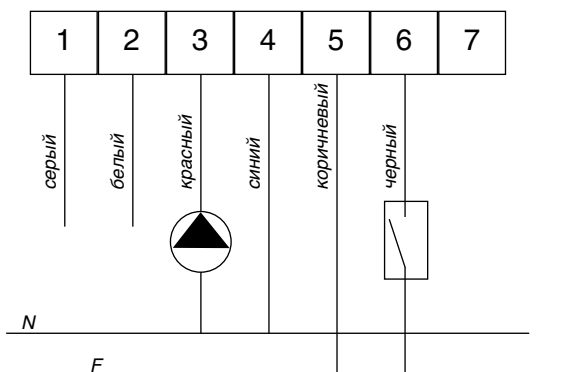 1 2 3 4 5 6 7
серый белый красный синий коричневый черный
N
F